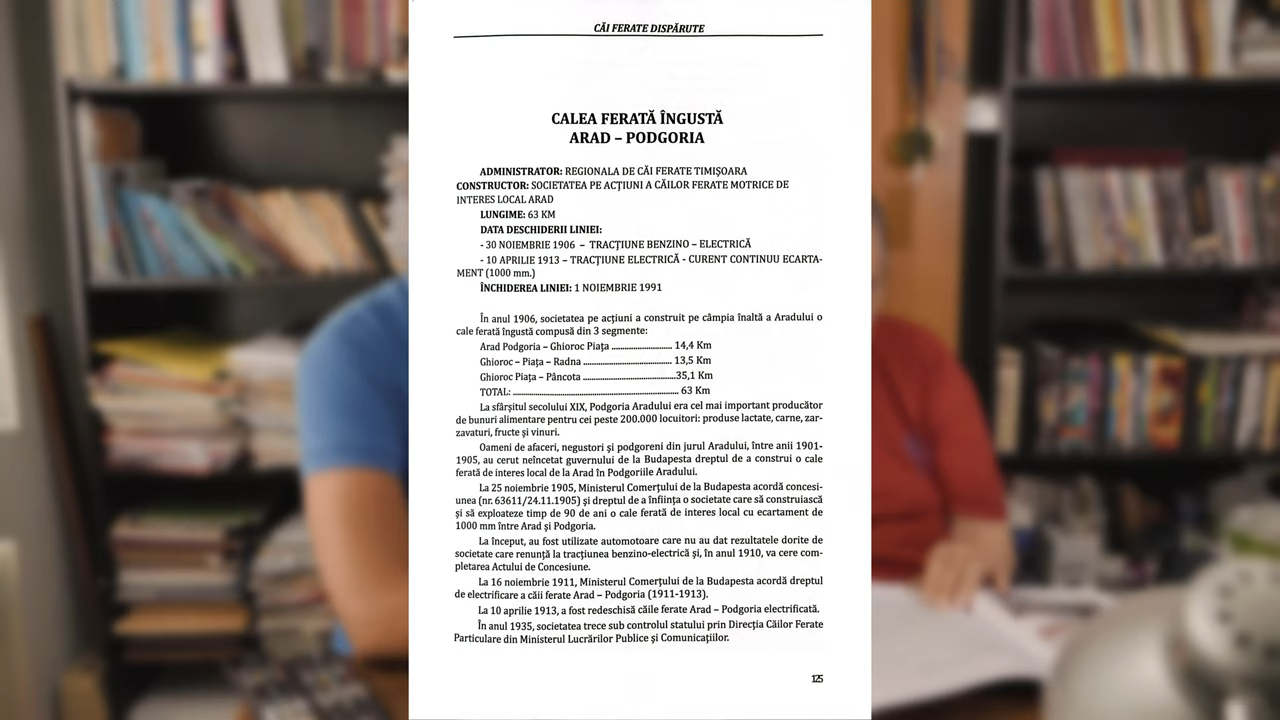 CĂI FERATE DISPĂRUTE
CALEA FERATĂ ÎNGUSTĂ
ARAD – PODGORIA
ADMINISTRATOR: REGIONALA DE CĂI FERATE TIMIȘOARA
CONSTRUCTOR: SOCIETATEA PE ACȚIUNI A CĂILOR FERATE MOTRICE DE
INTERES LOCAL ARAD
LUNGIME: 63 KM
DATA DESCHIDERII LINIEI:
- 30 NOIEMBRIE 1906 – TRACȚIUNE BENZINO – ELECTRICĂ
- 10 APRILIE 1913 – TRACȚIUNE ELECTRICĂ - CURENT CONTINUU ECARTA-
MENT (1000 mm.)
ÎNCHIDEREA LINIEI: 1 NOIEMBRIE 1991
În anul 1906, societatea pe acțiuni a construit pe câmpia înaltă a Aradului o
cale ferată îngustă compusă din 3 segmente:
Arad Podgoria – Ghioroc Piața ......................... 14,4 Km
Ghioroc – Piața – Radna ..................................... 13,5 Km
Ghioroc Piața – Pâncota ......................................35,1 Km
TOTAL: .................................................................... 63 Km
La sfârșitul secolului XIX, Podgoria Aradului era cel mai important producător
de bunuri alimentare pentru cei peste 200.000 locuitori: produse lactate, carne, zar-
zavaturi, fructe și vinuri.
Oameni de afaceri, negustori și podgoreni din jurul Aradului, între anii 1901-
1905, au cerut neîncetat guvernului de la Budapesta dreptul de a construi o cale
ferată de interes local de la Arad în Podgoriile Aradului.
La 25 noiembrie 1905, Ministerul Comerțului de la Budapesta acordă concesi-
unea (nr. 63611/24.11.1905) și dreptul de a înființa o societate care să construiască
și să exploateze timp de 90 de ani o cale ferată de interes local cu ecartament de
1000 mm între Arad și Podgoria.
La început, au fost utilizate automotoare care nu au dat rezultatele dorite de
societate care renunță la tracțiunea benzino-electrică și, în anul 1910, va cere com-
pletarea Actului de Concesiune.
La 16 noiembrie 1911, Ministerul Comerțului de la Budapesta acordă dreptul
de electrificare a căii ferate Arad – Podgoria (1911-1913).
La 10 aprilie 1913, a fost redeschisă căile ferate Arad – Podgoria electrificată.
În anul 1935, societatea trece sub controlul statului prin Direcția Căilor Ferate
Particulare din Ministerul Lucrărilor Publice și Comunicațiilor.
125